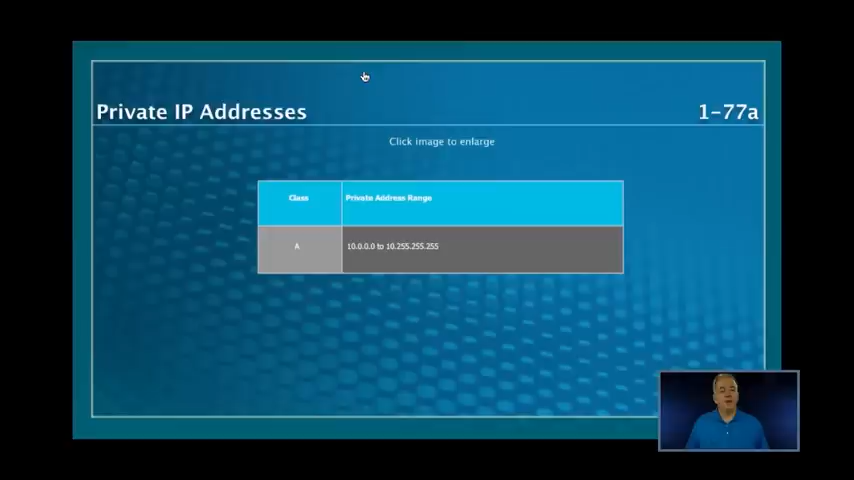 Private IP Addresses 1-77a
Click image to enlarge
Class Private Address Range
A 10.0.0.0 to 10.255.255.255